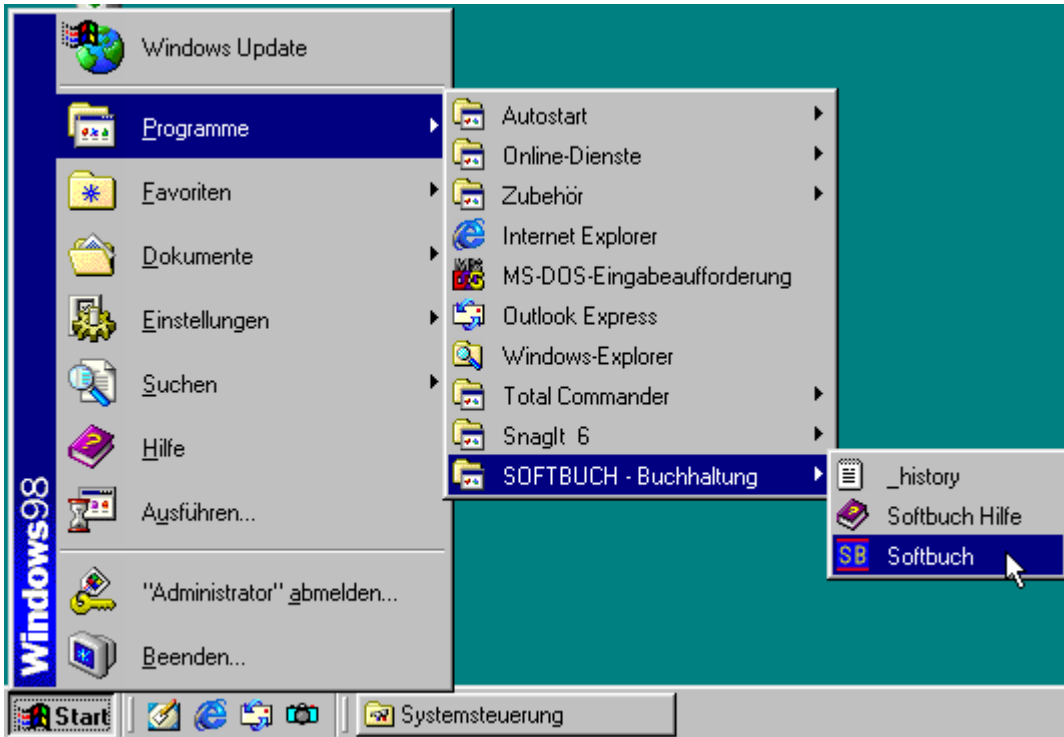 Windows Update
Programme
Favoriten
Dokumente
Einstellungen
Suchen
Hilfe
Ausführen...
"Administrator" abmelden...
Beenden...
Windows98
Autostart
Online-Dienste
Zubehör
Internet Explorer
MS-DOS-Eingabeaufforderung
Outlook Express
Windows-Explorer
Total Commander
SnagIt 6
SOFTBUCH - Buchhaltung
_history
Softbuch Hilfe
SB Softbuch
Start
Systemsteuerung